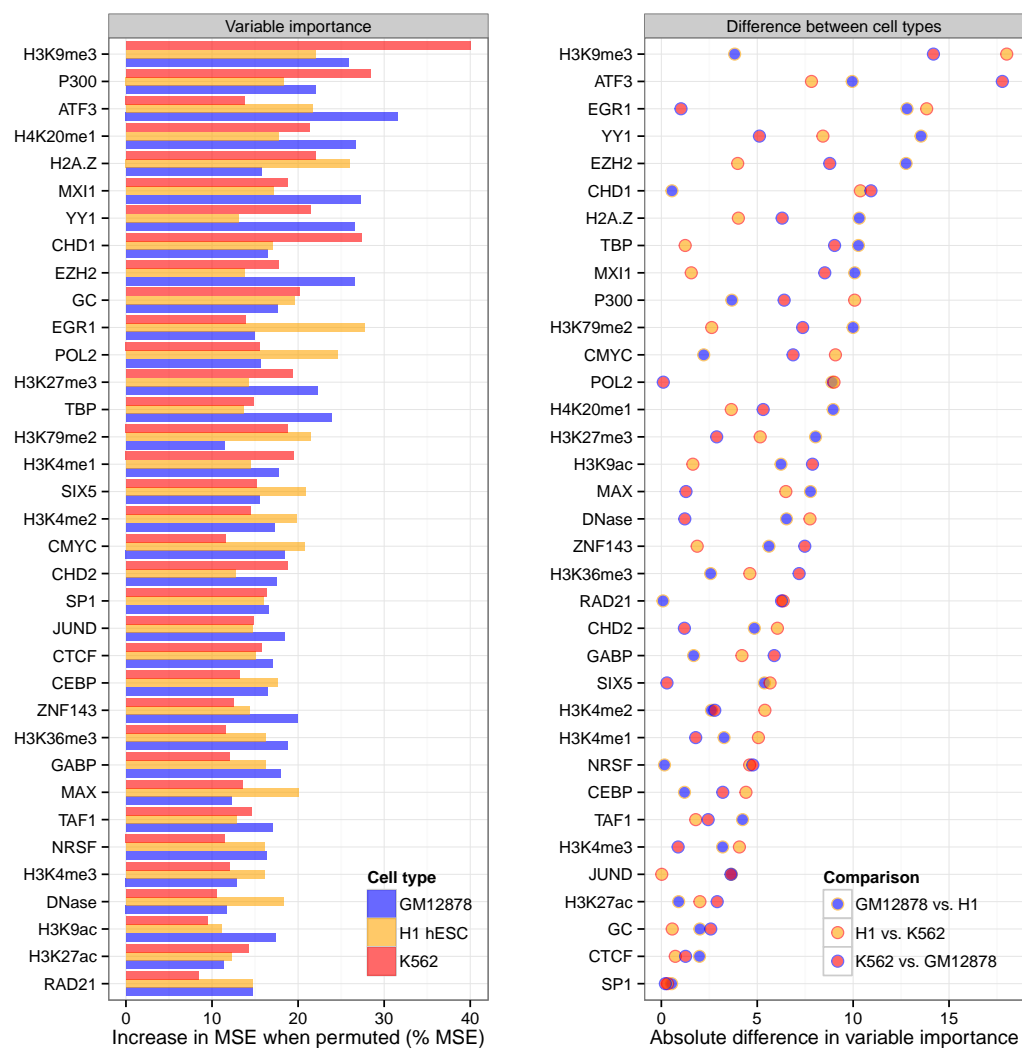 Variable importance
H3K9me3
P300
ATF3
H4K20me1
H2A.Z
MXI1
YY1
CHD1
EZH2
GC
EGR1
POL2
H3K27me3
TBP
H3K79me2
H3K4me1
SIX5
H3K4me2
CMYC
CHD2
SP1
JUND
CTCF
CEBP
ZNF143
H3K36me3
GABP
MAX
TAF1
NRSF
H3K4me3
DNase
H3K9ac
H3K27ac
RAD21
Cell type
GM12878
H1 hESC
K562
0 10 20 30 40
Increase in MSE when permuted (% MSE)
Difference between cell types
H3K9me3
ATF3
EGR1
YY1
EZH2
CHD1
H2A.Z
TBP
MXI1
P300
H3K79me2
CMYC
POL2
H4K20me1
H3K27me3
H3K9ac
MAX
DNase
ZNF143
H3K36me3
RAD21
CHD2
GABP
SIX5
H3K4me2
H3K4me1
NRSF
CEBP
TAF1
H3K4me3
JUND
H3K27ac
GC
CTCF
SP1
Comparison
GM12878 vs. H1
H1 vs. K562
K562 vs. GM12878
0 5 10 15
Absolute difference in variable importance